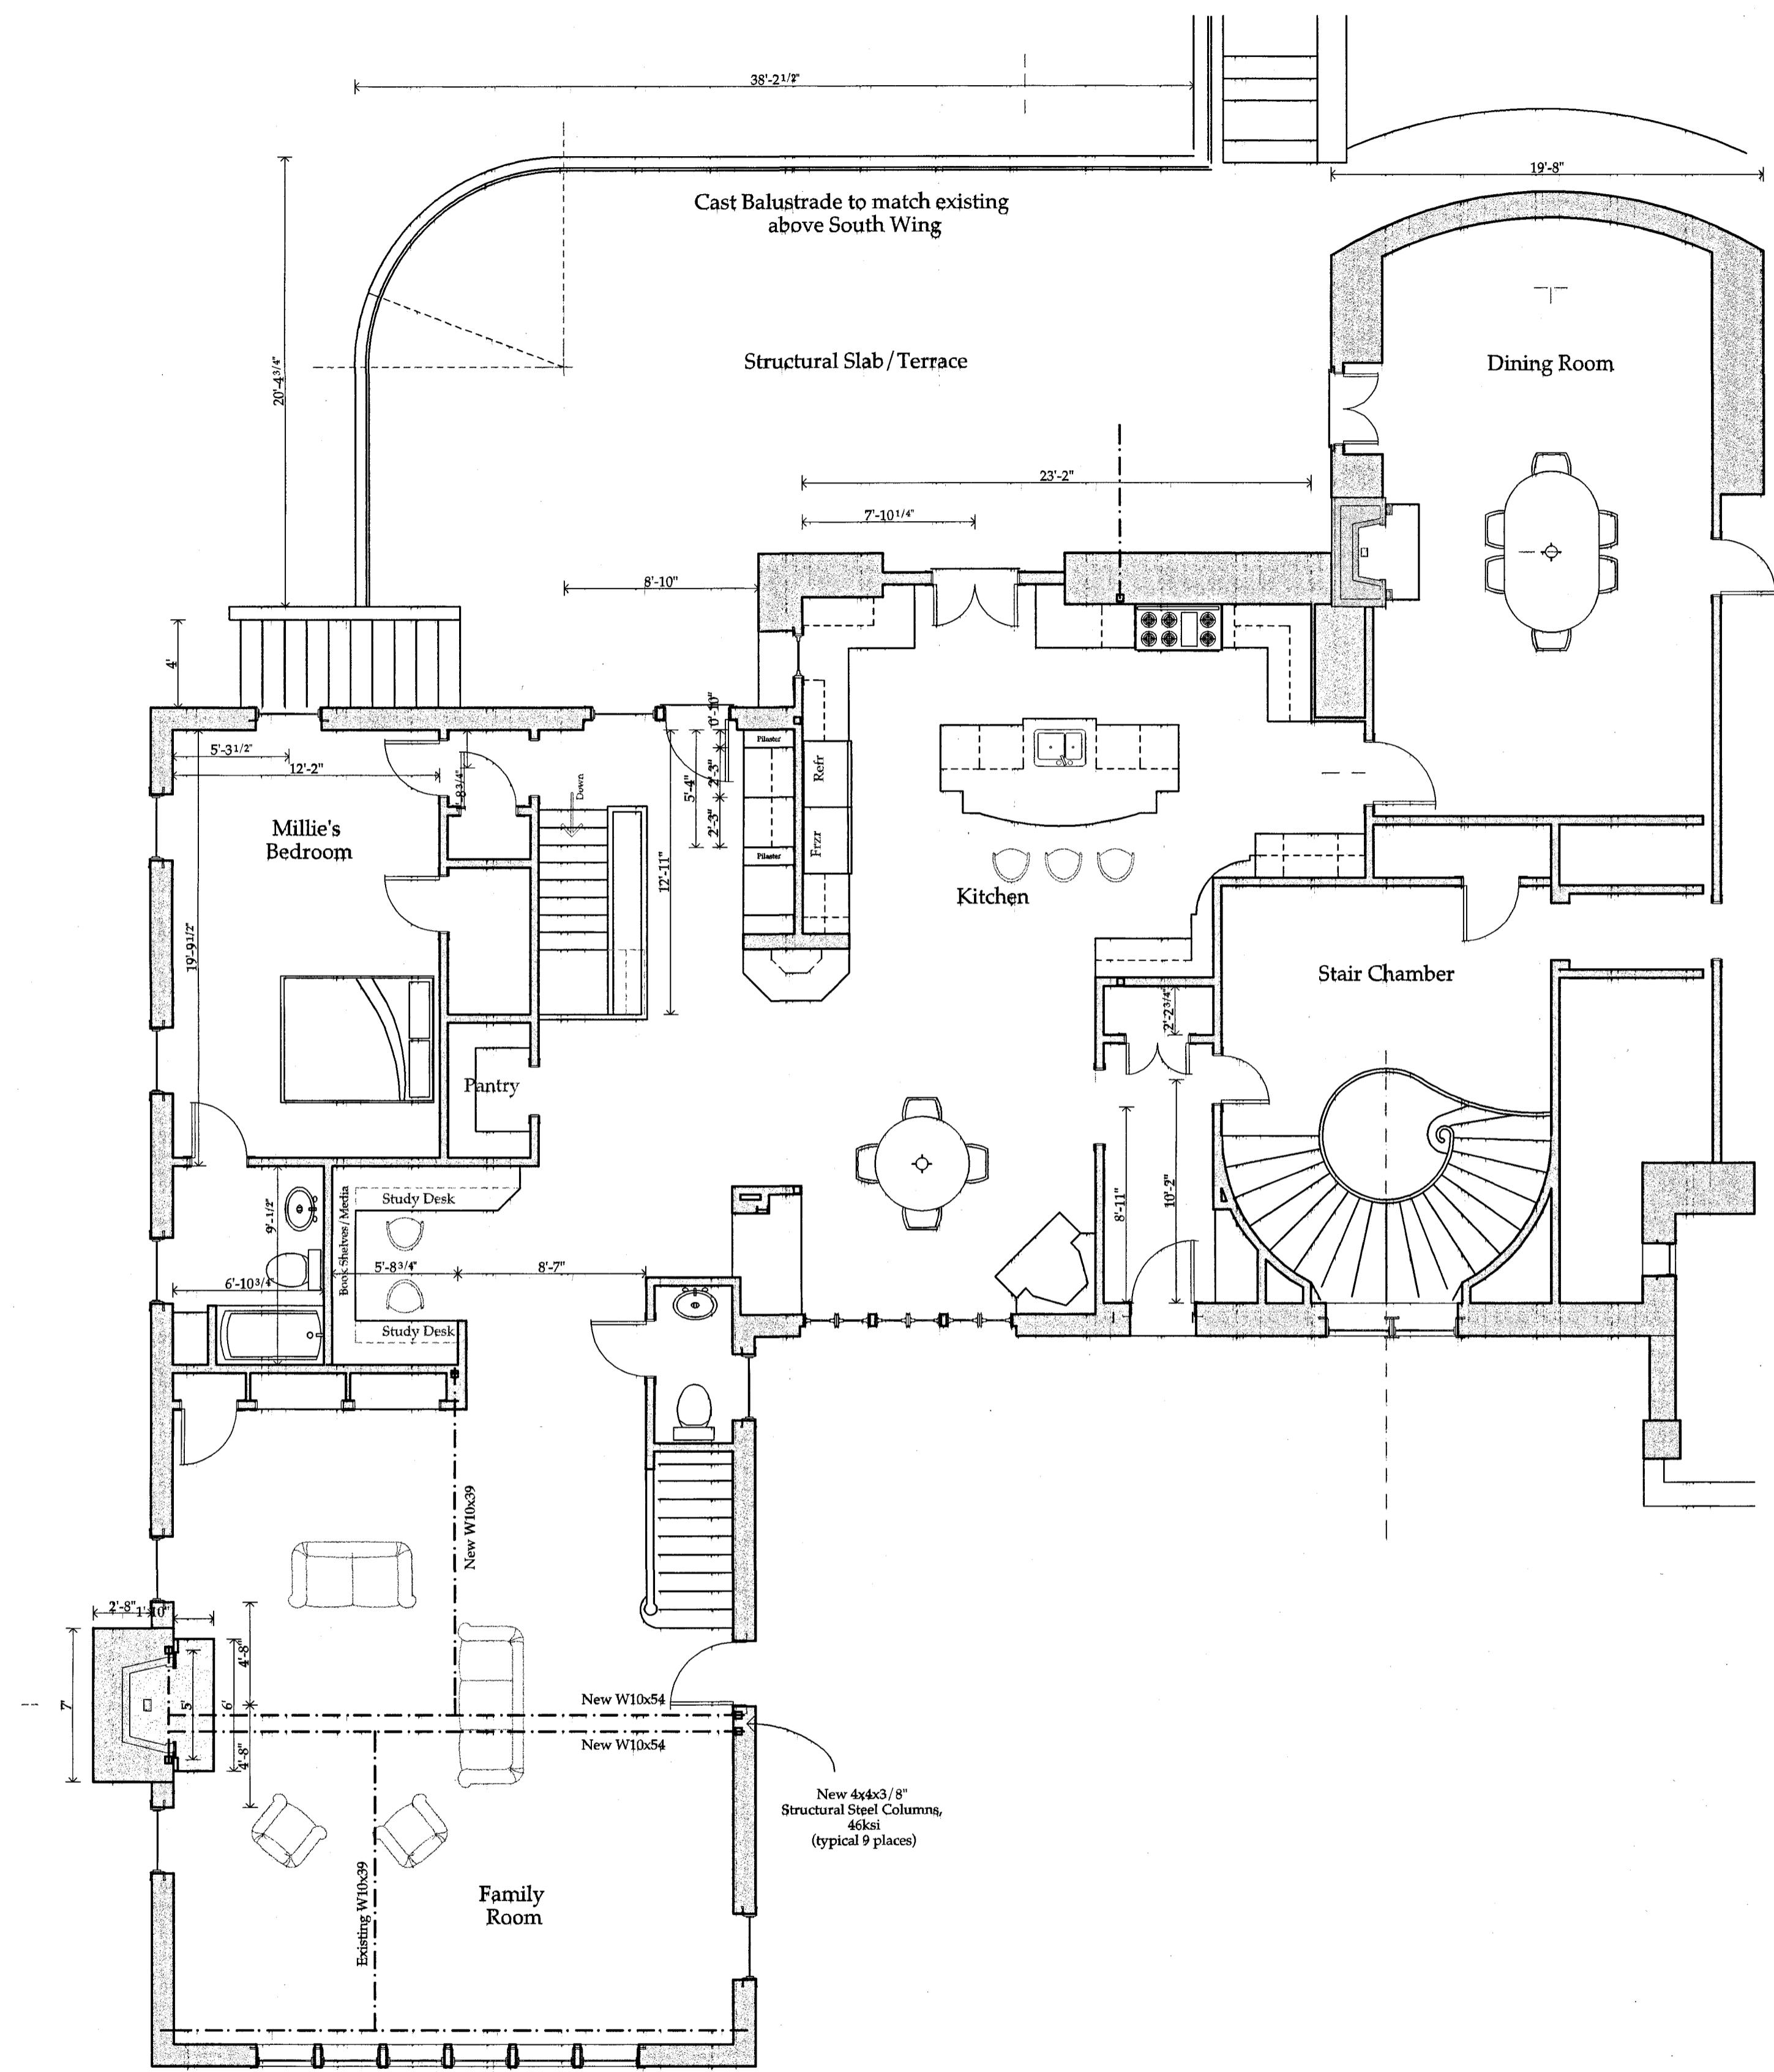 38'-2 1/2"
19'-8"
Cast Balustrade to match existing
above South Wing
20'-4 3/4"
Structural Slab/Terrace
Dining Room
23'-2"
7'-10 1/4"
8'-10"
4'
5'-3 1/2"
12'-2"
Down
0'-10"
Pilaster
2'-3"
5'-4"
2'-3"
Pilaster
Refr
Frzr
Millie's
Bedroom
12'-11"
Kitchen
19'-9 1/2"
Stair Chamber
2'-2 3/4"
Pantry
8'-11"
10'-2"
Study Desk
Book Shelves/Media
9'-1/2"
5'-8 3/4"
8'-7"
6'-10 3/4"
Study Desk
New W10x39
2'-8"
1'-10"
4'-8"
7'
5'
6'
4'-8"
New W10x54
New W10x54
New 4x4x3/8"
Structural Steel Columns,
46ksi
(typical 9 places)
Existing W10x39
Family
Room